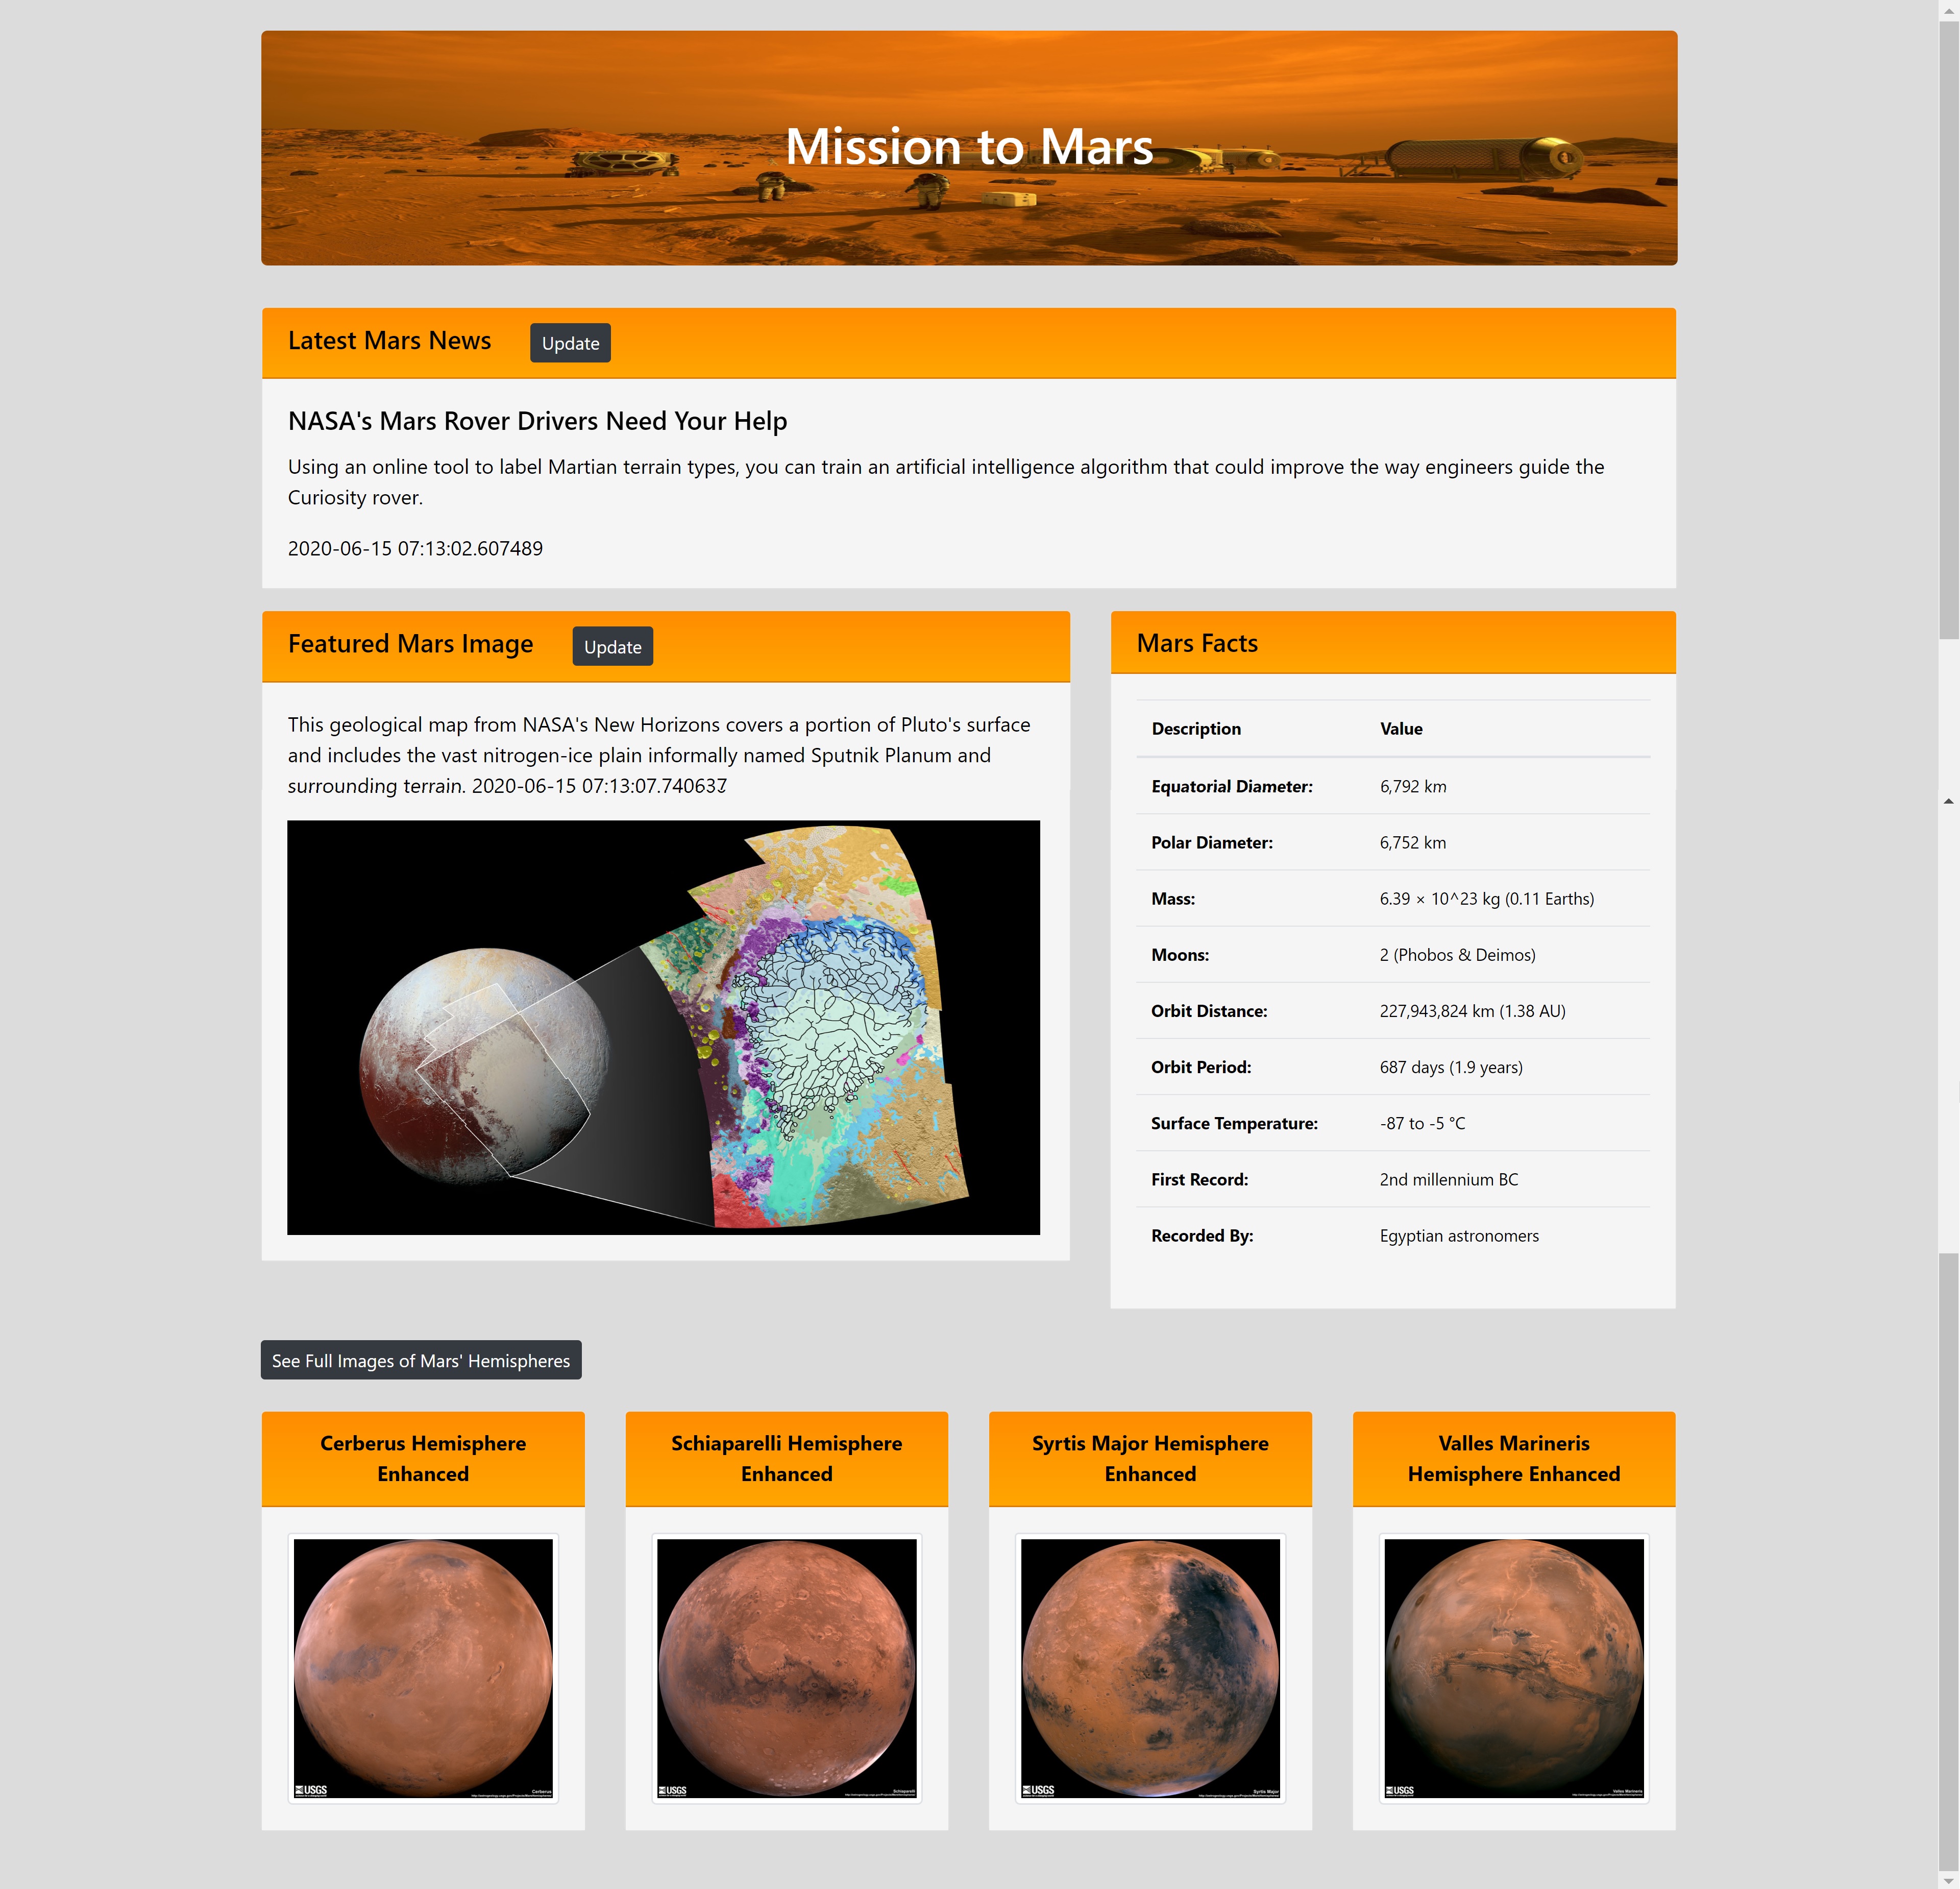 Mission to Mars
Latest Mars News
Update
NASA's Mars Rover Drivers Need Your Help
Using an online tool to label Martian terrain types, you can train an artificial intelligence algorithm that could improve the way engineers guide the
Curiosity rover.
2020-06-15 07:13:02.607489
Featured Mars Image
Update
This geological map from NASA's New Horizons covers a portion of Pluto's surface
and includes the vast nitrogen-ice plain informally named Sputnik Planum and
surrounding terrain. 2020-06-15 07:13:07.740637
Mars Facts
Description Value
Equatorial Diameter: 6,792 km
Polar Diameter: 6,752 km
Mass: 6.39 × 10^23 kg (0.11 Earths)
Moons: 2 (Phobos & Deimos)
Orbit Distance: 227,943,824 km (1.38 AU)
Orbit Period: 687 days (1.9 years)
Surface Temperature: -87 to -5 °C
First Record: 2nd millennium BC
Recorded By: Egyptian astronomers
See Full Images of Mars' Hemispheres
Cerberus Hemisphere
Enhanced
USGS
Cerberus
Schiaparelli Hemisphere
Enhanced
USGS
Schiaparelli
Syrtis Major Hemisphere
Enhanced
USGS
Syrtis Major
Valles Marineris
Hemisphere Enhanced
USGS
Valles Marineris